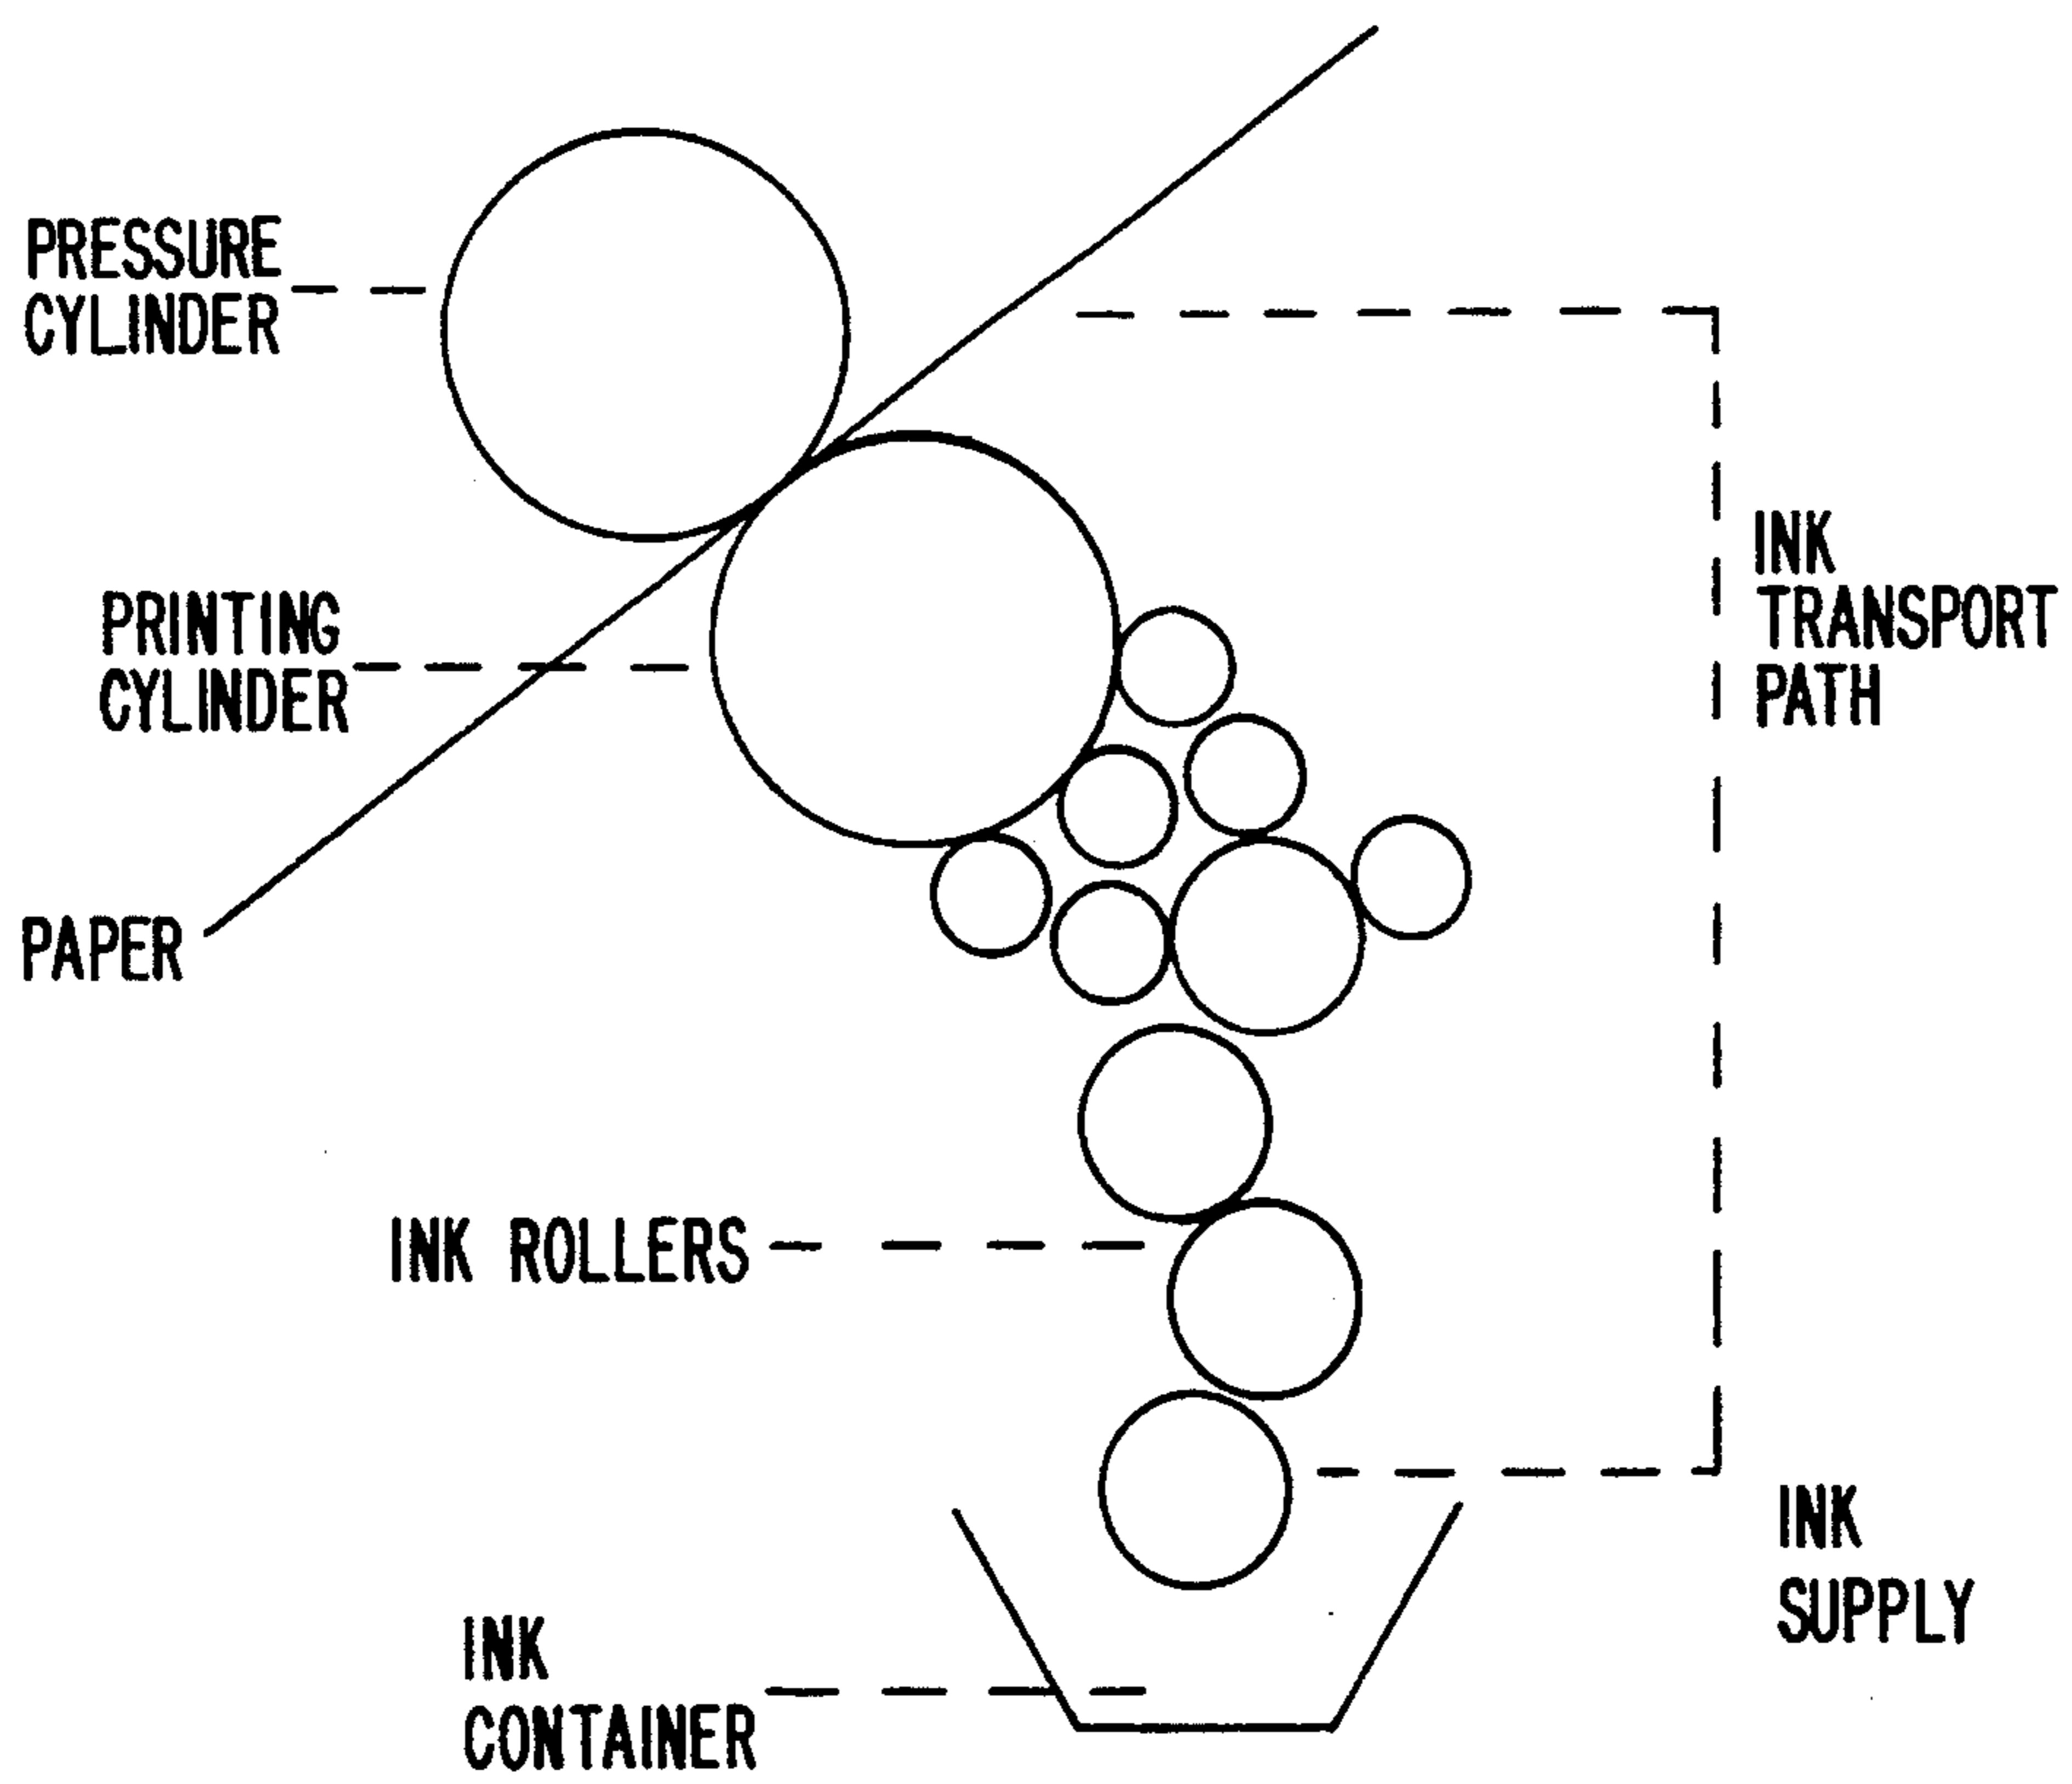 PRESSURE
CYLINDER
INK
TRANSPORT
PATH
PRINTING
CYLINDER
PAPER
INK ROLLERS
INK
SUPPLY
INK
CONTAINER